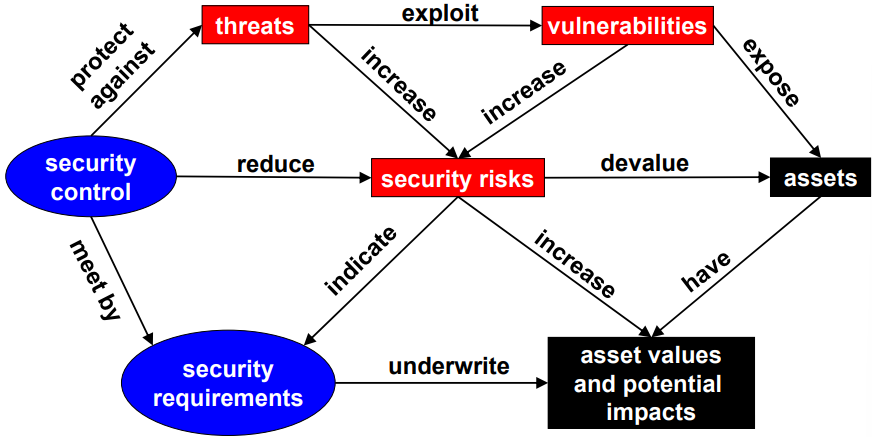 threats
exploit
vulnerabilities
protect
against
increase
increase
expose
security
control
reduce
security risks
devalue
assets
meet by
indicate
increase
have
security
requirements
underwrite
asset values
and potential
impacts